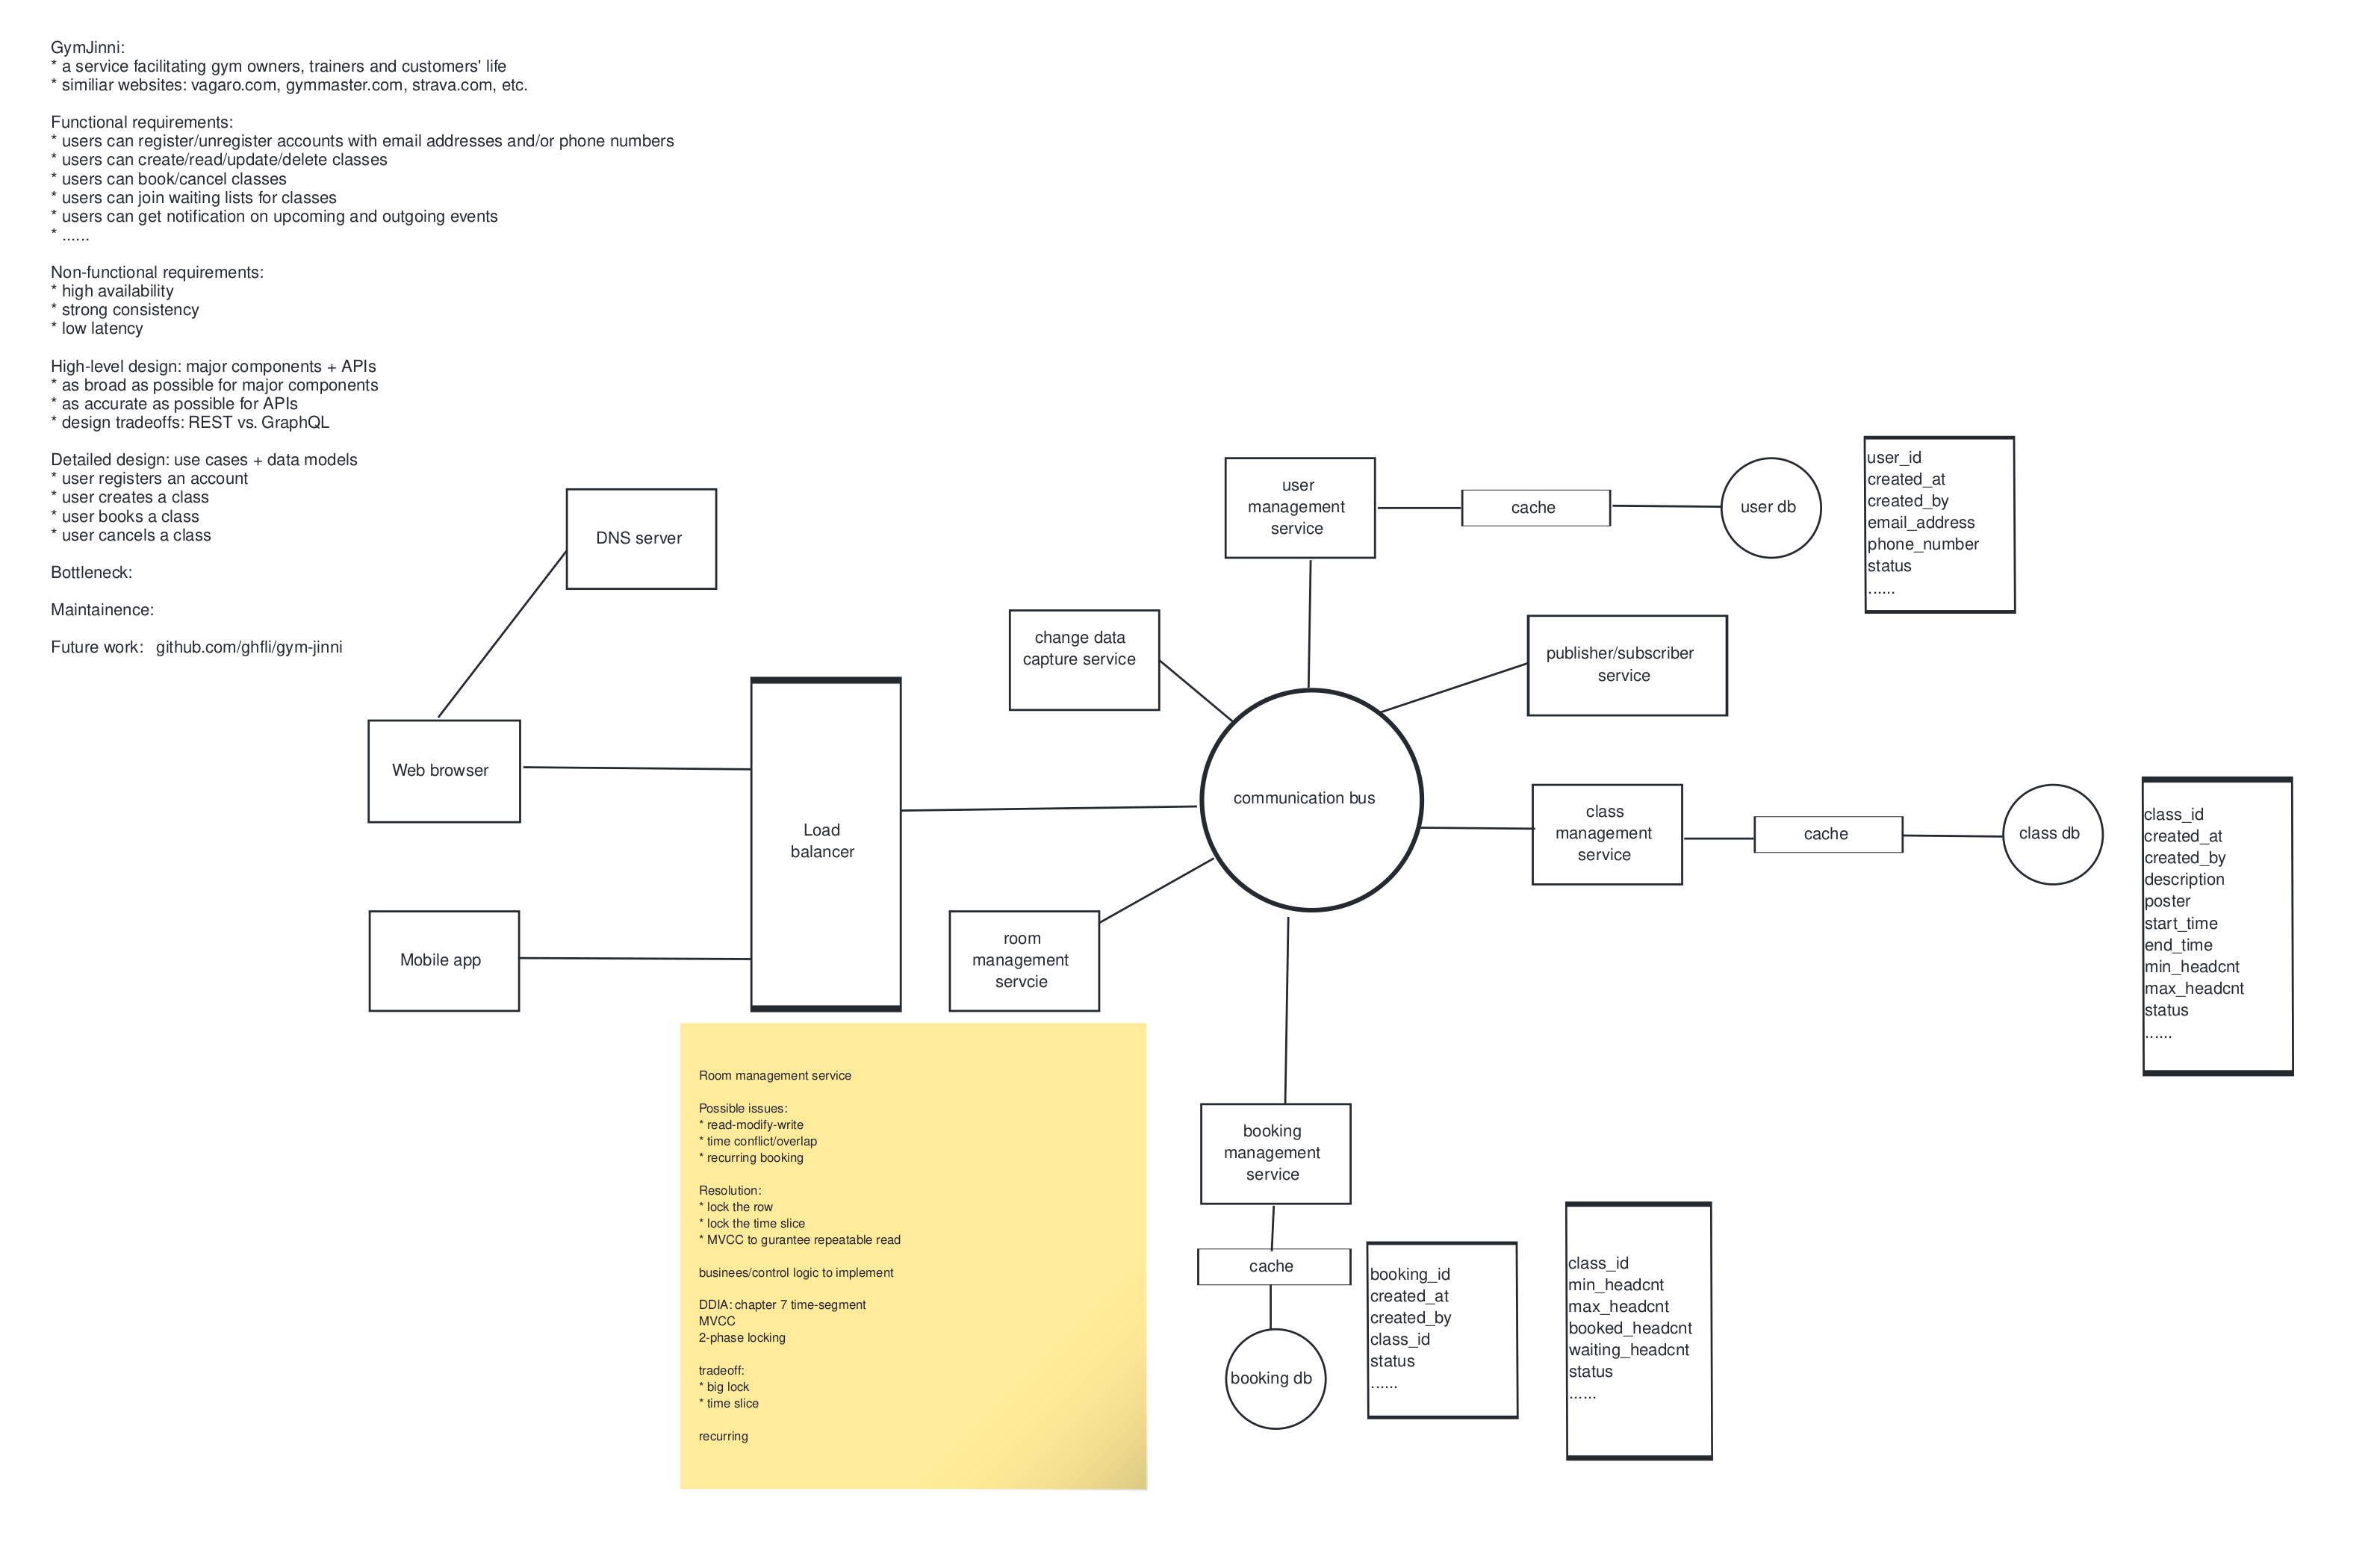 GymJinni:
* a service facilitating gym owners, trainers and customers' life
* similiar websites: vagaro.com, gymmaster.com, strava.com, etc.
Functional requirements:
* users can register/unregister accounts with email addresses and/or phone numbers
* users can create/read/update/delete classes
* users can book/cancel classes
* users can join waiting lists for classes
* users can get notification on upcoming and outgoing events
* ......
Non-functional requirements:
* high availability
* strong consistency
* low latency
High-level design: major components + APIs
* as broad as possible for major components
* as accurate as possible for APIs
* design tradeoffs: REST vs. GraphQL
Detailed design: use cases + data models
* user registers an account
* user creates a class
* user books a class
* user cancels a class
Bottleneck:
Maintainence:
Future work:   github.com/ghfli/gym-jinni
DNS server
Web browser
Mobile app
Load
balancer
change data
capture service
user
management
service
cache
user db
user_id
created_at
created_by
email_address
phone_number
status
......
publisher/subscriber
service
communication bus
class
management
service
cache
class db
class_id
created_at
created_by
description
poster
start_time
end_time
min_headcnt
max_headcnt
status
......
room
management
servcie
Room management service
Possible issues:
* read-modify-write
* time conflict/overlap
* recurring booking
Resolution:
* lock the row
* lock the time slice
* MVCC to gurantee repeatable read
businees/control logic to implement
DDIA: chapter 7 time-segment
MVCC
2-phase locking
tradeoff:
* big lock
* time slice
recurring
booking
management
service
cache
booking db
booking_id
created_at
created_by
class_id
status
......
class_id
min_headcnt
max_headcnt
booked_headcnt
waiting_headcnt
status
......